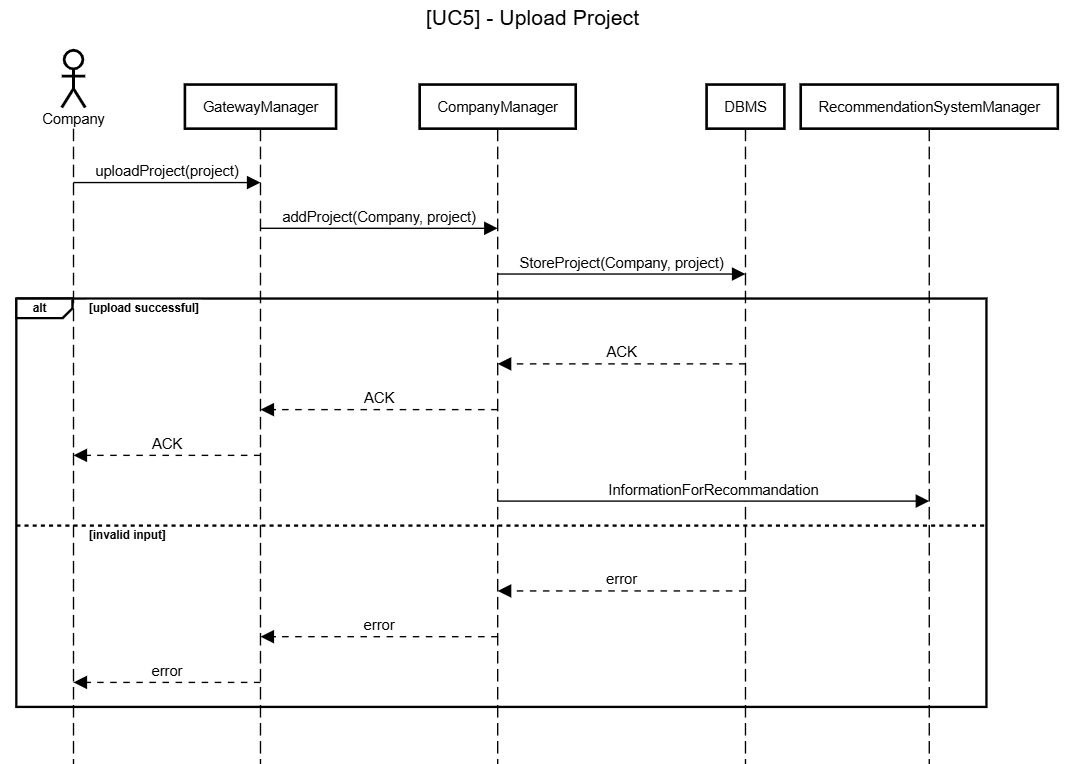 [UC5] - Upload Project
Company
GatewayManager
CompanyManager
DBMS
RecommendationSystemManager
uploadProject(project)
addProject(Company, project)
StoreProject(Company, project)
alt
[upload successful]
ACK
ACK
ACK
InformationForRecommandation
[invalid input]
error
error
error